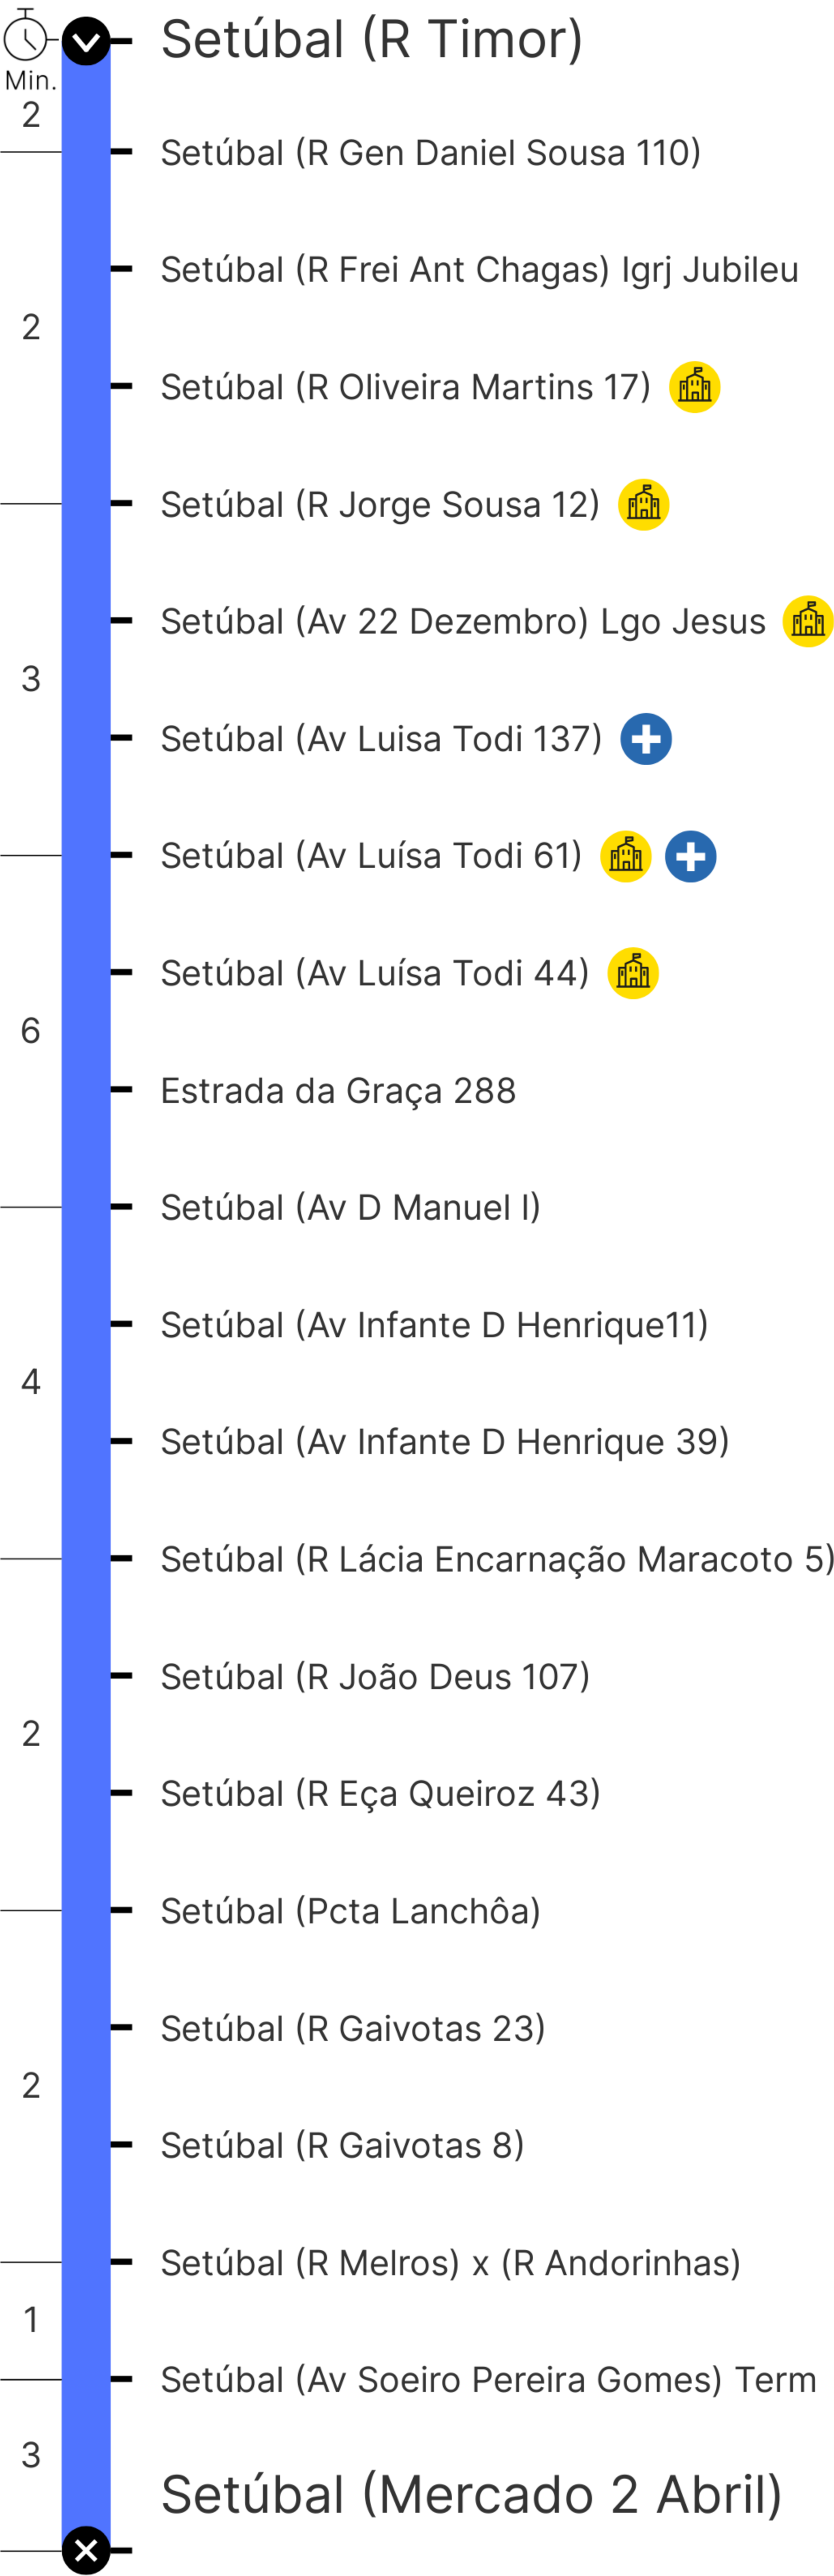 Setúbal (R Timor)
Min.
2
Setúbal (R Gen Daniel Sousa 110)
Setúbal (R Frei Ant Chagas) Igrj Jubileu
2
Setúbal (R Oliveira Martins 17)
Setúbal (R Jorge Sousa 12)
Setúbal (Av 22 Dezembro) Lgo Jesus
3
Setúbal (Av Luisa Todi 137)
Setúbal (Av Luísa Todi 61)
Setúbal (Av Luísa Todi 44)
6
Estrada da Graça 288
Setúbal (Av D Manuel I)
Setúbal (Av Infante D Henrique11)
4
Setúbal (Av Infante D Henrique 39)
Setúbal (R Lácia Encarnação Maracoto 5)
Setúbal (R João Deus 107)
2
Setúbal (R Eça Queiroz 43)
Setúbal (Pcta Lanchôa)
Setúbal (R Gaivotas 23)
2
Setúbal (R Gaivotas 8)
Setúbal (R Melros) x (R Andorinhas)
1
Setúbal (Av Soeiro Pereira Gomes) Term
3
Setúbal (Mercado 2 Abril)